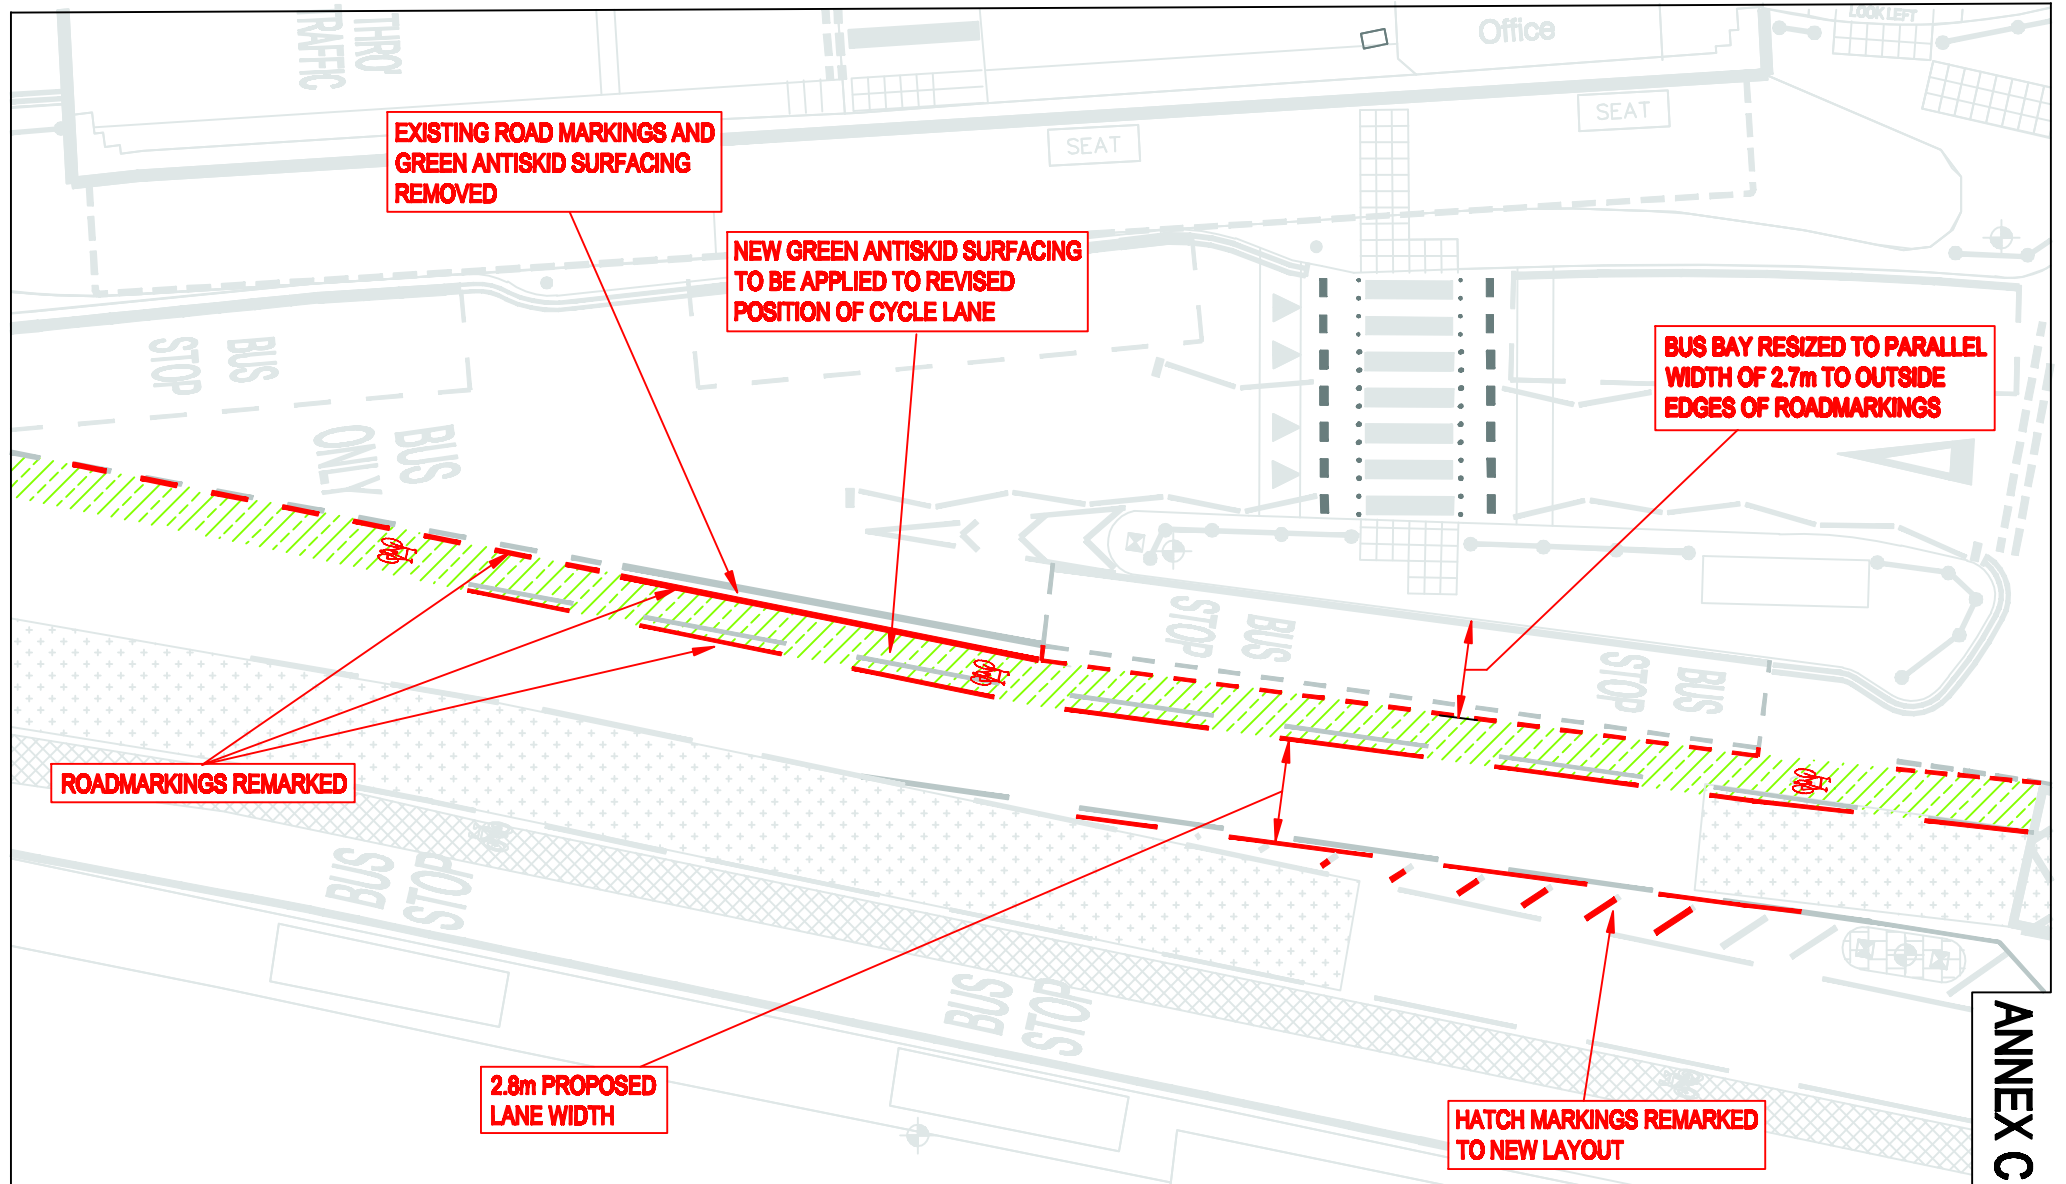 THRO'
TRAFFIC
Office
LOOK LEFT
SEAT
SEAT
EXISTING ROAD MARKINGS AND
GREEN ANTISKID SURFACING
REMOVED
NEW GREEN ANTISKID SURFACING
TO BE APPLIED TO REVISED
POSITION OF CYCLE LANE
BUS BAY RESIZED TO PARALLEL
WIDTH OF 2.7m TO OUTSIDE
EDGES OF ROADMARKINGS
BUS
STOP
BUS
ONLY
BUS
STOP
BUS
STOP
ROADMARKINGS REMARKED
BUS
STOP
BUS
STOP
2.8m PROPOSED
LANE WIDTH
HATCH MARKINGS REMARKED
TO NEW LAYOUT
ANNEX C